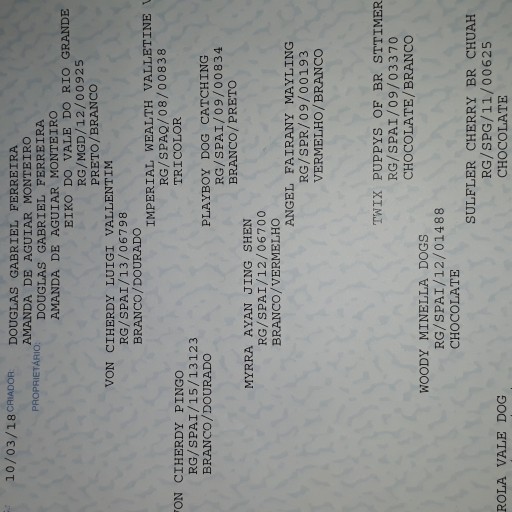 10/03/18 CRIADOR: DOUGLAS GABRIEL FERREIRA
AMANDA DE AGUIAR MONTEIRO
PROPRIETÁRIO: DOUGLAS GABRIEL FERREIRA
AMANDA DE AGUIAR MONTEIRO
EIKO DO VALE DO RIO GRANDE
RG/MGD/12/00925
PRETO/BRANCO
VON CIHERDY LUIGI VALLENTIM
RG/SPAI/13/06798
BRANCO/DOURADO
IMPERIAL WEALTH VALLETINE
RG/SPAQ/08/00838
TRICOLOR
VON CIHERDY PINGO
RG/SPAI/15/13123
BRANCO/DOURADO
PLAYBOY DOG CATCHING
RG/SPAI/09/00834
BRANCO/PRETO
MYRRA AYAN JING SHEN
RG/SPAI/12/06700
BRANCO/VERMELHO
ANGEL FAIRANY MAYLING
RG/SPR/09/00193
VERMELHO/BRANCO
TWIX PUPPYS OF BR STTIMER
RG/SPAI/09/03370
CHOCOLATE/BRANCO
WOODY MINELLA DOGS
RG/SPAI/12/01488
CHOCOLATE
SULFLER CHERRY BR CHUAH
RG/SPG/11/00625
CHOCOLATE
ROLA VALE DOG